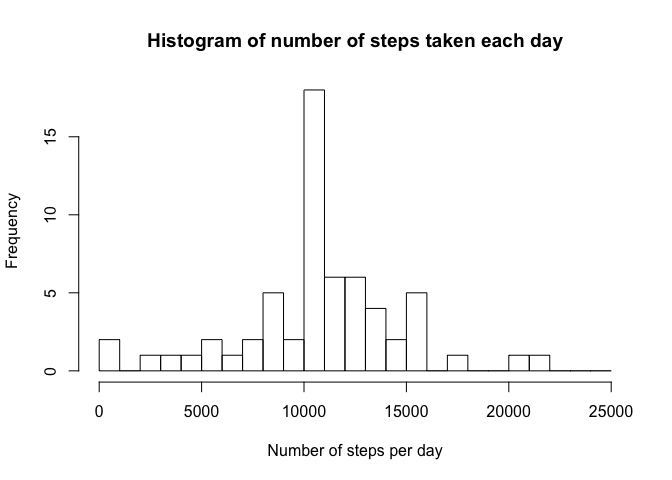 Histogram of number of steps taken each day
Frequency
15
10
5
0
0 5000 10000 15000 20000 25000
Number of steps per day